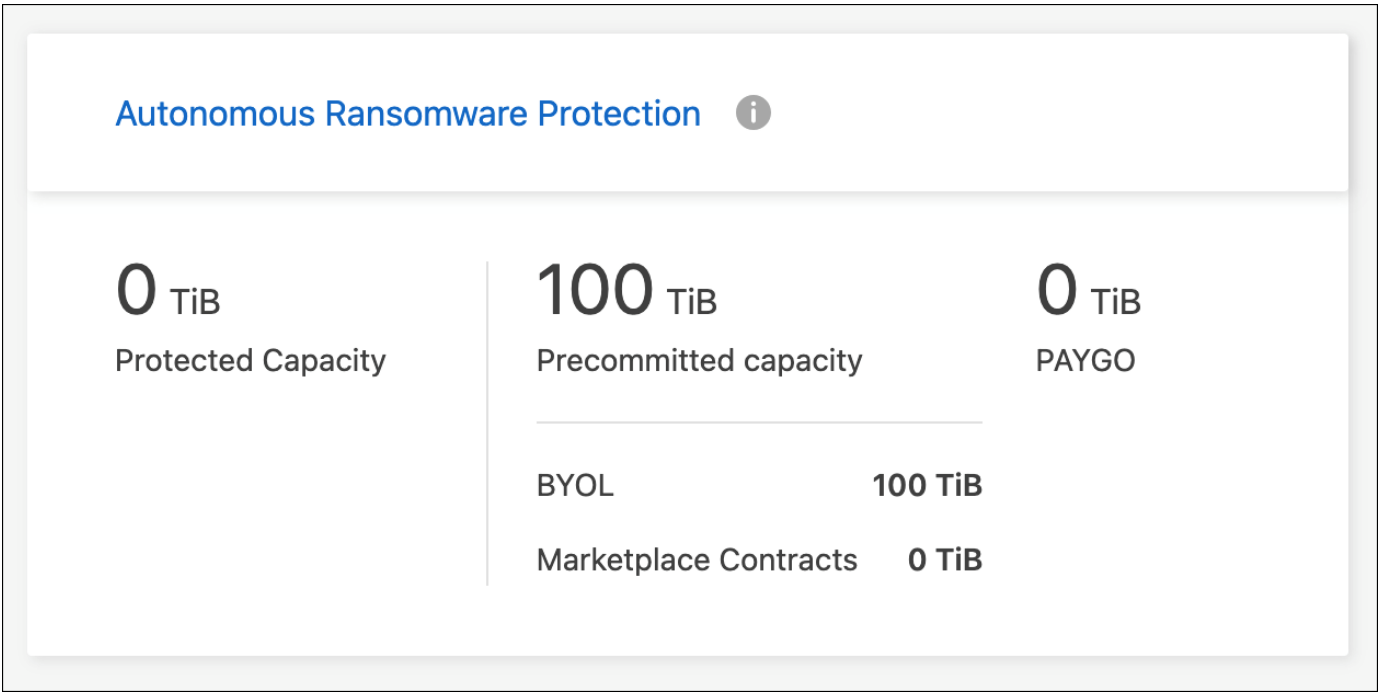 Autonomous Ransomware Protection
0 TiB
Protected Capacity
100 TiB
Precommitted capacity
BYOL 100 TiB
Marketplace Contracts 0 TiB
0 TiB
PAYGO